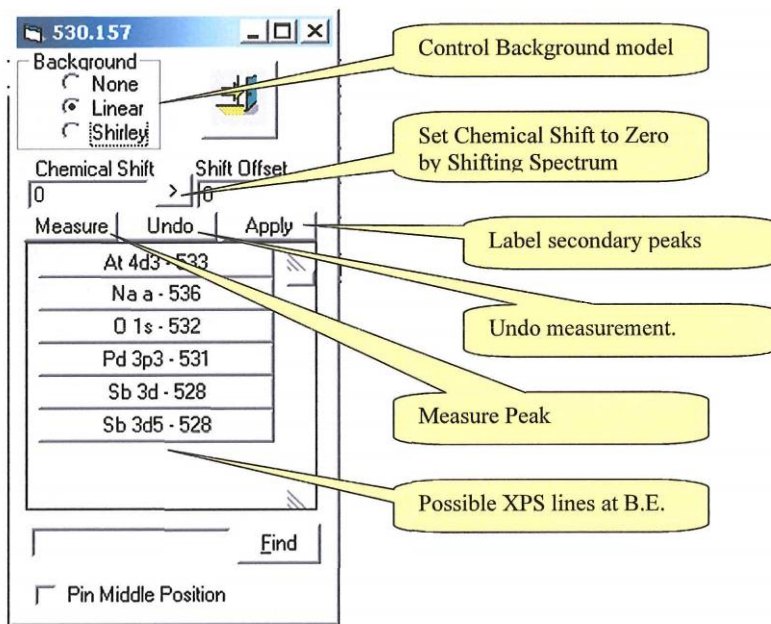 530.157
Background
None
Linear
Shirley
Chemical Shift
Shift Offset
0
>
0
Measure
Undo
Apply
At 4d3 - 533
Na a - 536
O 1s - 532
Pd 3p3 - 531
Sb 3d - 528
Sb 3d5 - 528
Find
Pin Middle Position
Control Background model
Set Chemical Shift to Zero
by Shifting Spectrum
Label secondary peaks
Undo measurement.
Measure Peak
Possible XPS lines at B.E.